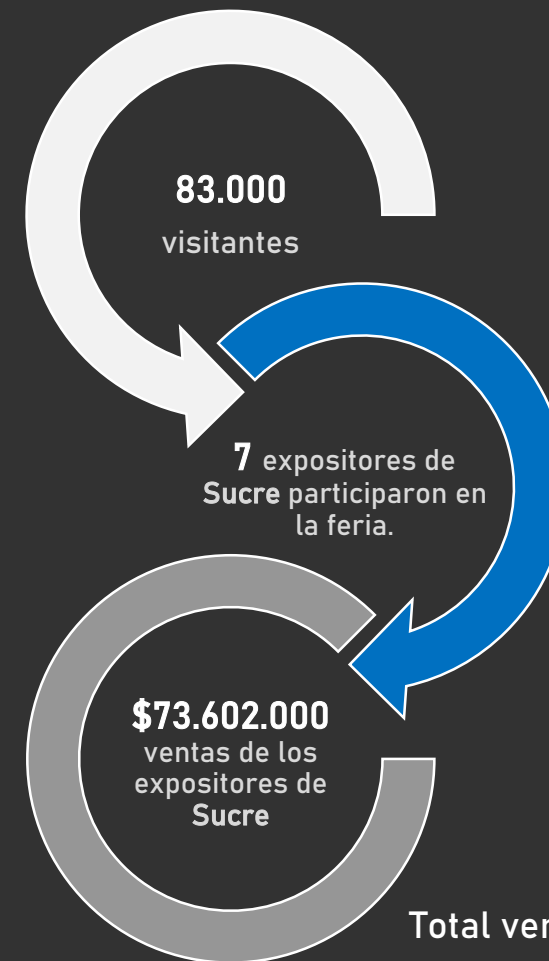 83.000
visitantes
7 expositores de
Sucre participaron en
la feria.
$73.602.000
ventas de los
expositores de
Sucre
Total